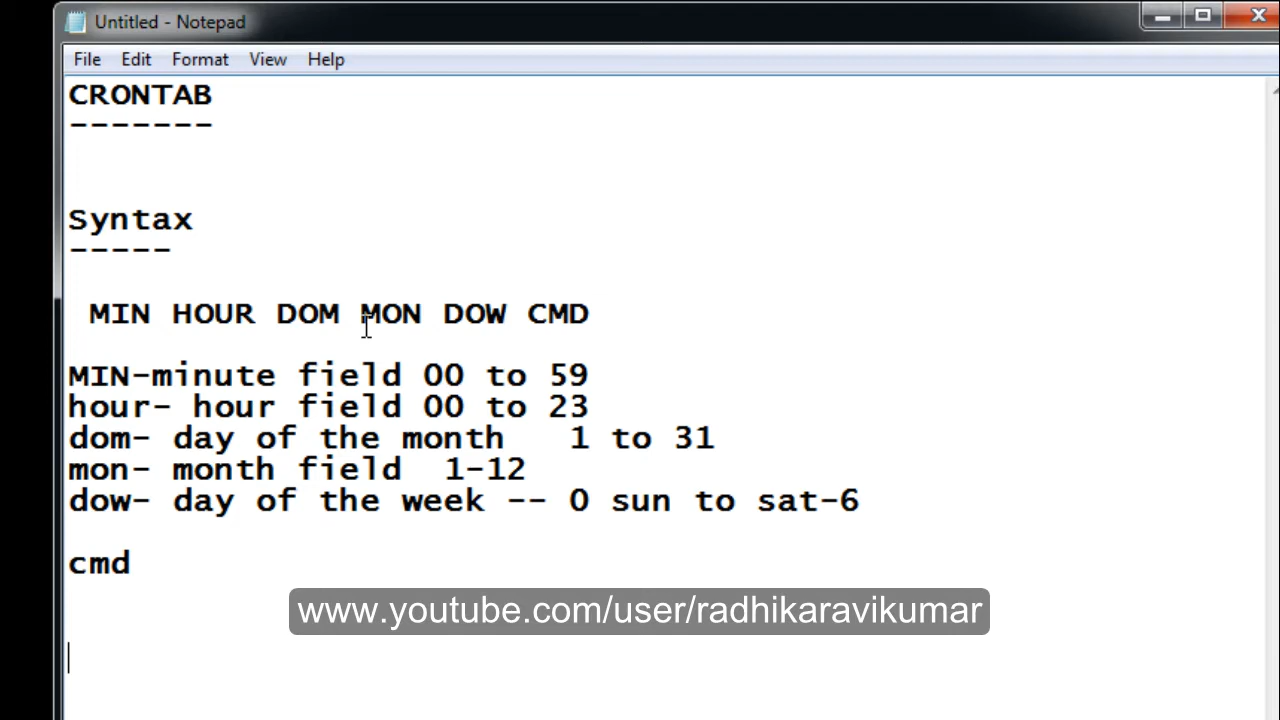 Untitled - Notepad
File Edit Format View Help
CRONTAB
-------
Syntax
-----
MIN HOUR DOM MON DOW CMD
MIN-minute field 00 to 59
hour- hour field 00 to 23
dom- day of the month   1 to 31
mon- month field  1-12
dow- day of the week -- 0 sun to sat-6
cmd
www.youtube.com/user/radhikaravikumar